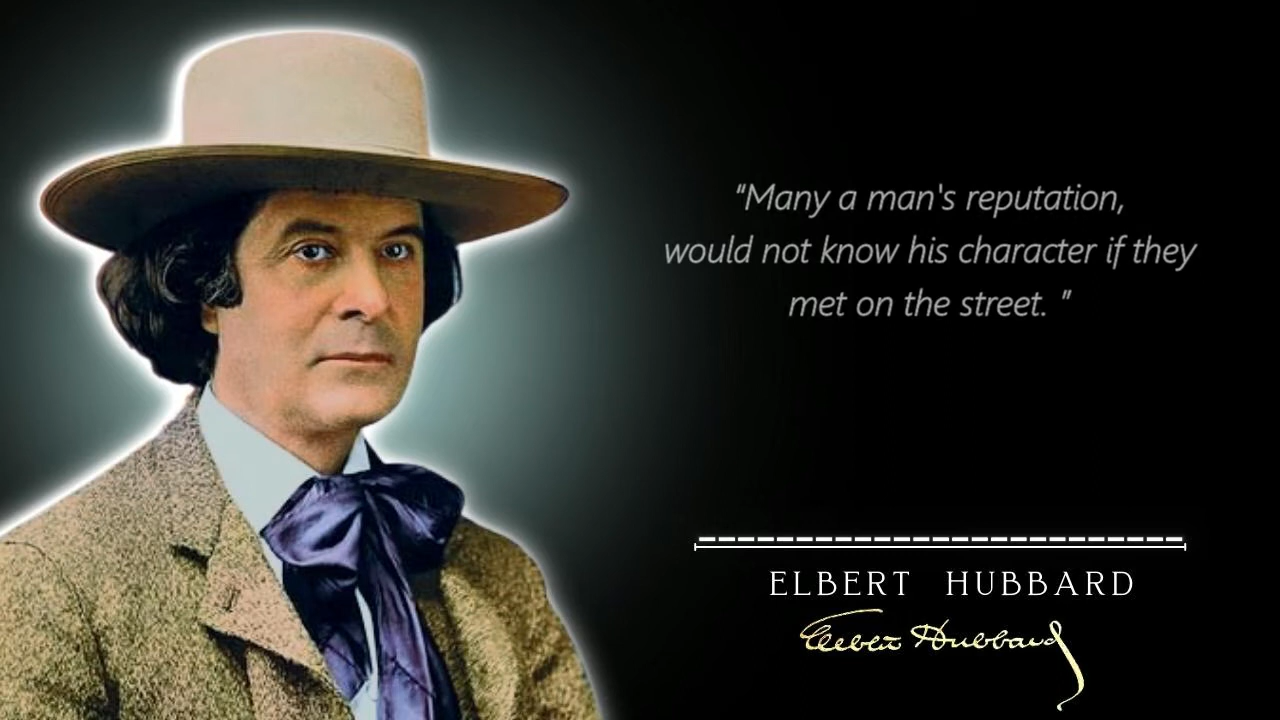 "Many a man's reputation,
would not know his character if they
met on the street. "
ELBERT HUBBARD
Elbert Hubbard